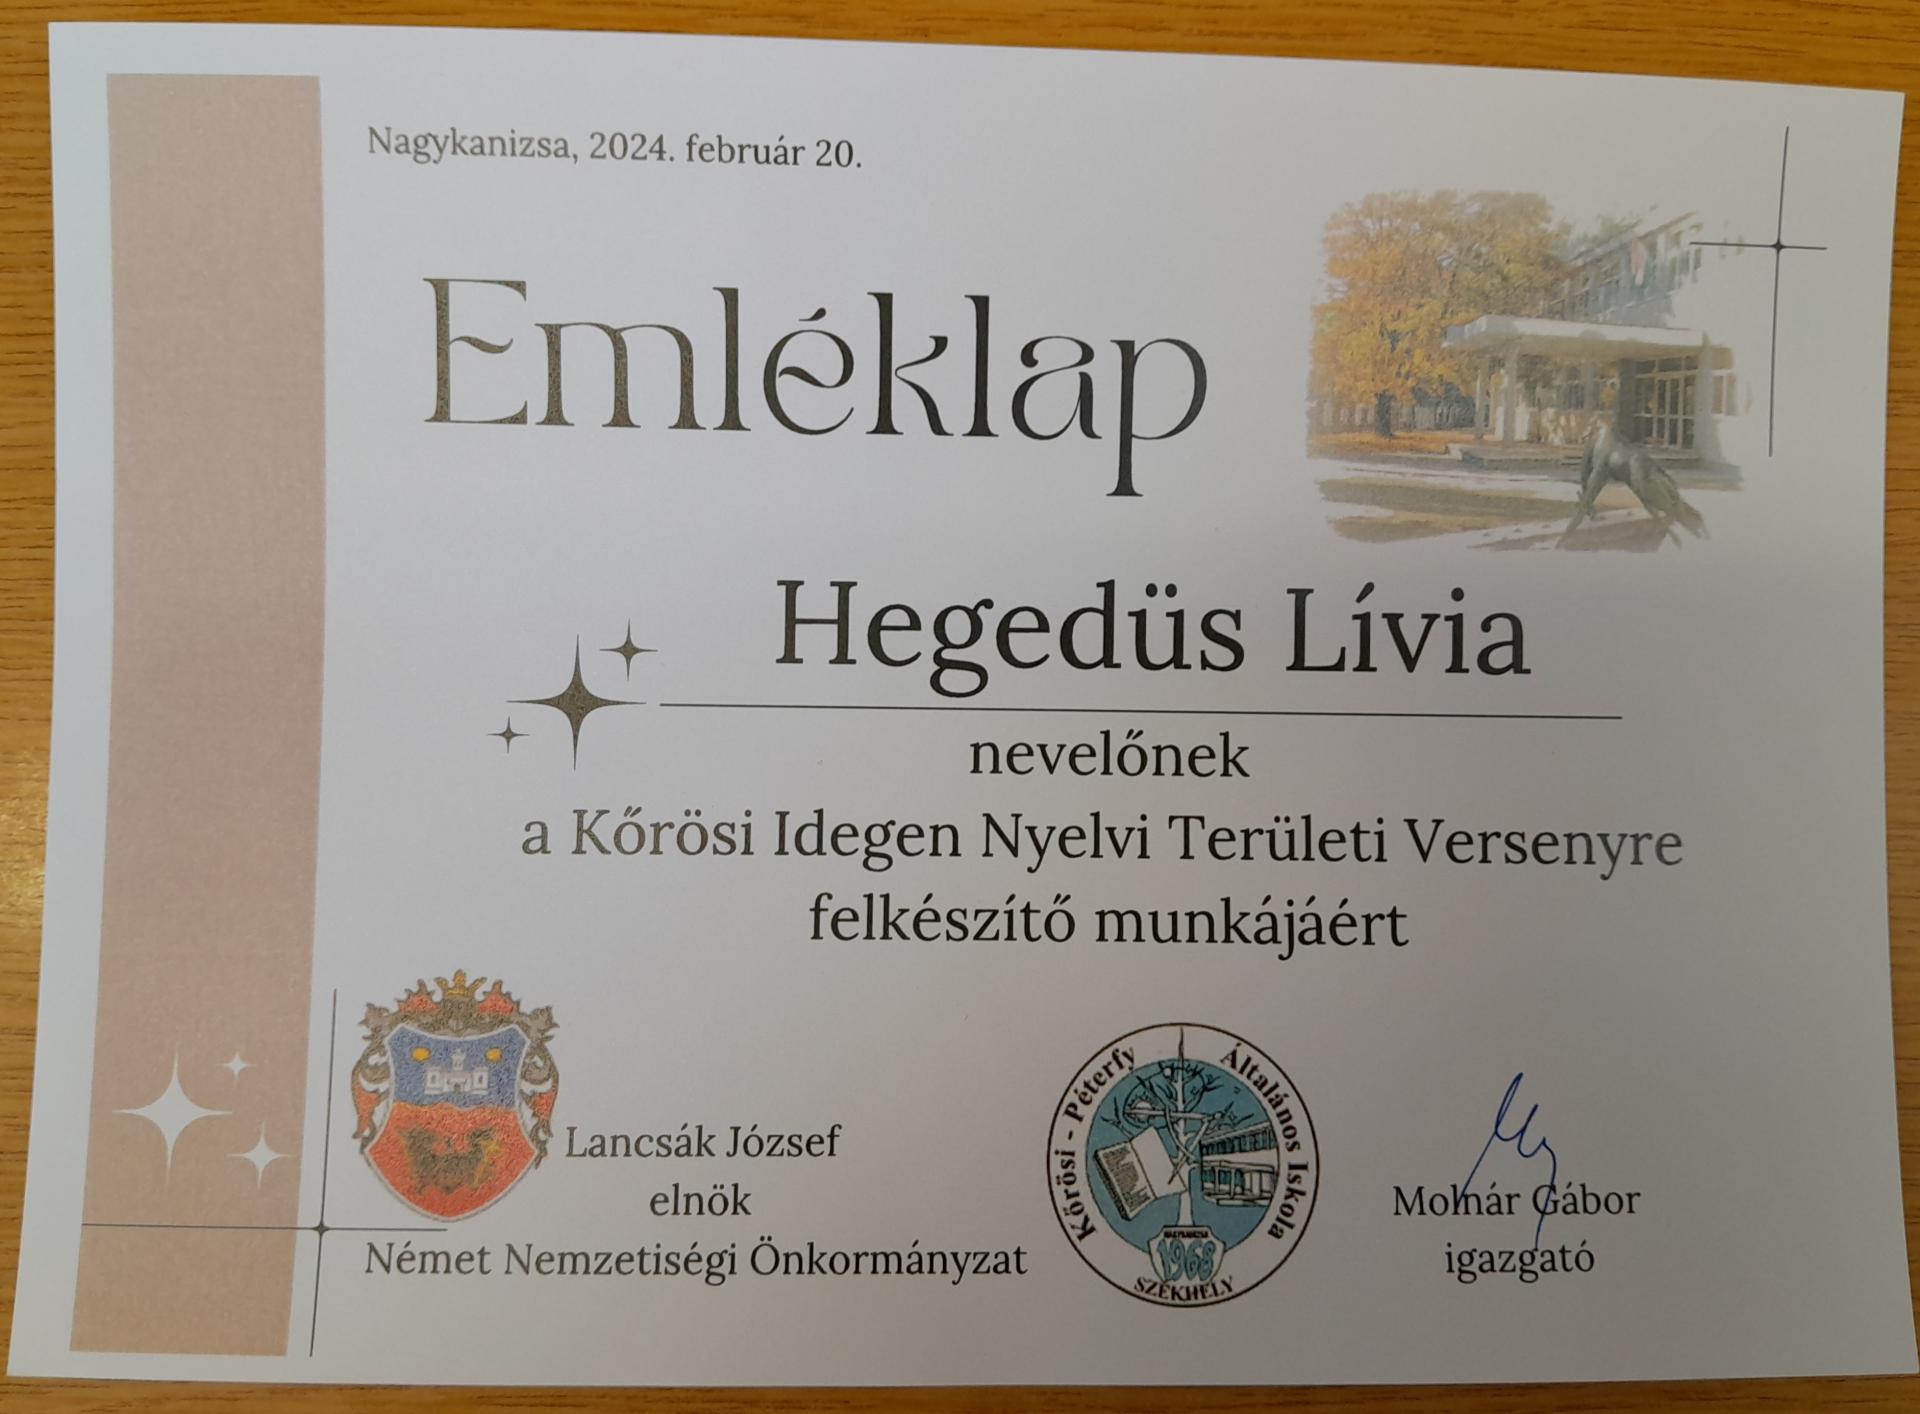 Nagykanizsa, 2024. február 20.
Emléklap
Hegedüs Lívia
nevelőnek
a Kőrösi Idegen Nyelvi Területi Versenyre
felkészítő munkájáért
Lancsák József
elnök
Német Nemzetiségi Önkormányzat
Kőrösi - Péterfy Általános Iskola
NAGYKANIZSA
1968
SZÉKHELY
Molnár Gábor
igazgató